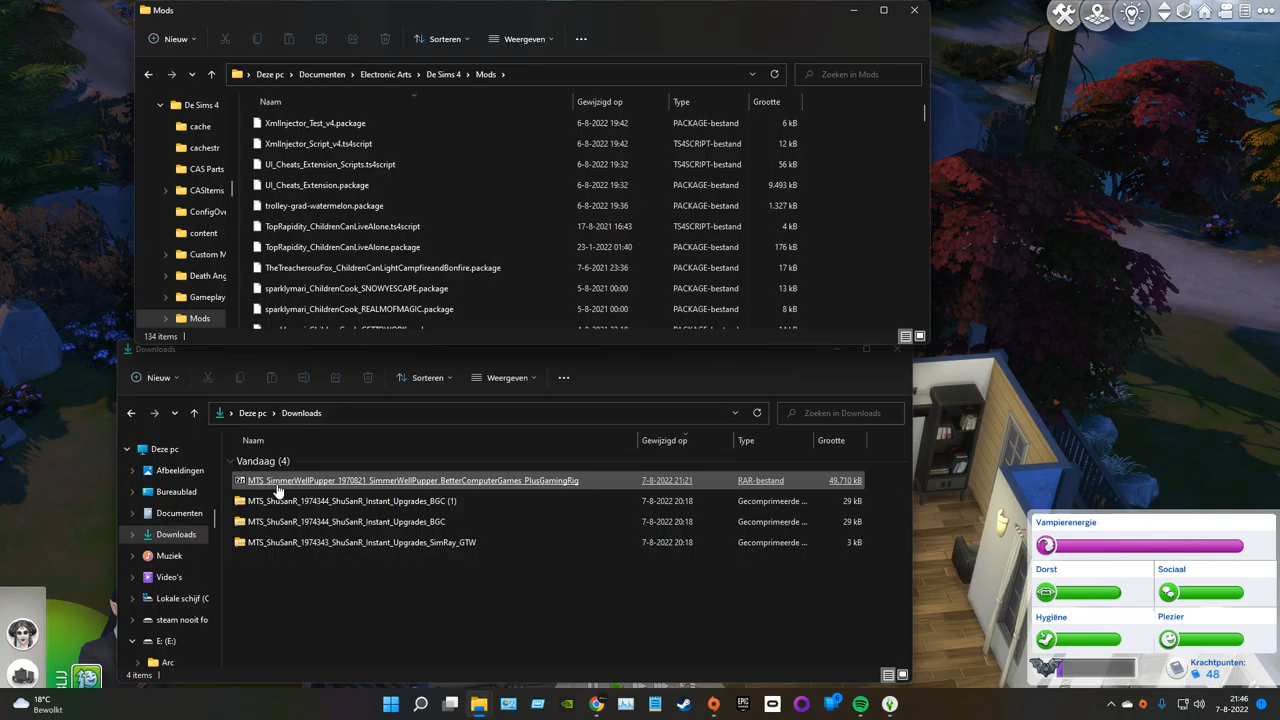 Mods
Nieuw
Sorteren
Weergeven
Deze pc
Documenten
Electronic Arts
De Sims 4
Mods
Zoeken in Mods
De Sims 4
cache
cachestr
CAS Parts
CASItems
ConfigOve
content
Custom M
Death Ang
Gameplay
Mods
Naam Gewijzigd op Type Grootte
XmlInjector_Test_v4.package 6-8-2022 19:42 PACKAGE-bestand 6 kB
XmlInjector_Script_v4.ts4script 6-8-2022 19:42 TS4SCRIPT-bestand 12 kB
UI_Cheats_Extension_Scripts.ts4script 6-8-2022 19:32 TS4SCRIPT-bestand 56 kB
UI_Cheats_Extension.package 6-8-2022 19:32 PACKAGE-bestand 9.493 kB
trolley-grad-watermelon.package 6-8-2022 19:36 PACKAGE-bestand 1.327 kB
TopRapidity_ChildrenCanLiveAlone.ts4script 17-8-2021 16:43 TS4SCRIPT-bestand 4 kB
TopRapidity_ChildrenCanLiveAlone.package 23-1-2022 01:40 PACKAGE-bestand 176 kB
TheTreacherousFox_ChildrenCanLightCampfireandBonfire.package 7-6-2021 23:36 PACKAGE-bestand 17 kB
sparklymari_ChildrenCook_SNOWYESCAPE.package 5-8-2021 00:00 PACKAGE-bestand 13 kB
sparklymari_ChildrenCook_REALMOFMAGIC.package 5-8-2021 00:00 PACKAGE-bestand 8 kB
134 items
Downloads
Nieuw
Sorteren
Weergeven
Deze pc
Downloads
Zoeken in Downloads
Deze pc
Afbeeldingen
Bureaublad
Documenten
Downloads
Muziek
Video's
Lokale schijf (C
steam nooit fo
E: (E:)
Arc
Naam Gewijzigd op Type Grootte
Vandaag (4)
MTS_SimmerWellPupper_1970821_SimmerWellPupper_BetterComputerGames_PlusGamingRig 7-8-2022 21:21 RAR-bestand 49.710 kB
MTS_ShuSanR_1974344_ShuSanR_Instant_Upgrades_BGC (1) 7-8-2022 20:18 Gecomprimeerde ... 29 kB
MTS_ShuSanR_1974344_ShuSanR_Instant_Upgrades_BGC 7-8-2022 20:18 Gecomprimeerde ... 29 kB
MTS_ShuSanR_1974343_ShuSanR_Instant_Upgrades_SimRay_GTW 7-8-2022 20:18 Gecomprimeerde ... 3 kB
4 items
Vampierenergie
Dorst
Sociaal
Hygiëne
Plezier
Krachtpunten:
48
18°C
Bewolkt
21:46
7-8-2022